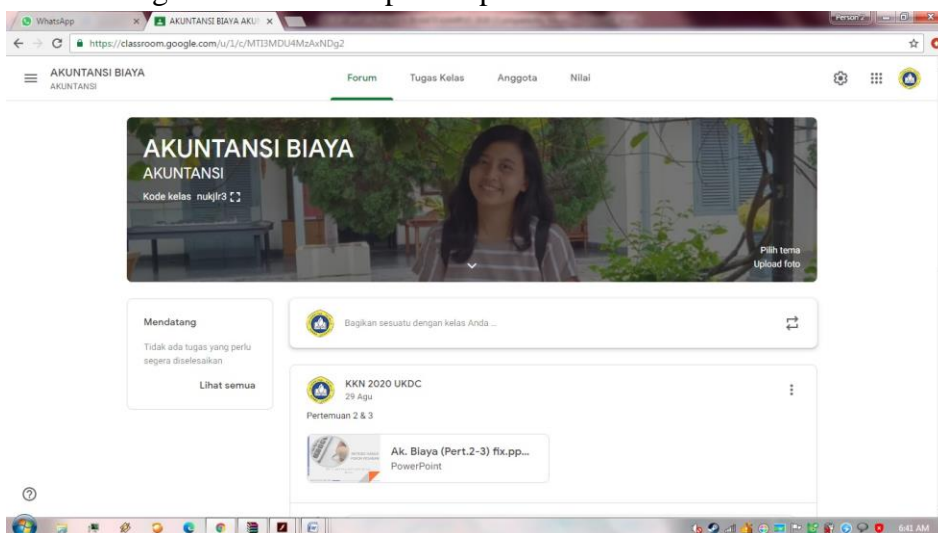 WhatsApp
AKUNTANSI BIAYA AKU
Person 2
https://classroom.google.com/u/1/c/MTI3MDU4MzAxNDg2
AKUNTANSI BIAYA
AKUNTANSI
Forum
Tugas Kelas
Anggota
Nilai
AKUNTANSI BIAYA
AKUNTANSI
Kode kelas nukjlr3
Pilih tema
Upload foto
Mendatang
Tidak ada tugas yang perlu
segera diselesaikan
Lihat semua
Bagikan sesuatu dengan kelas Anda ...
KKN 2020 UKDC
29 Agu
Pertemuan 2 & 3
Ak. Biaya (Pert.2-3) fix.pp...
PowerPoint
6:41 AM